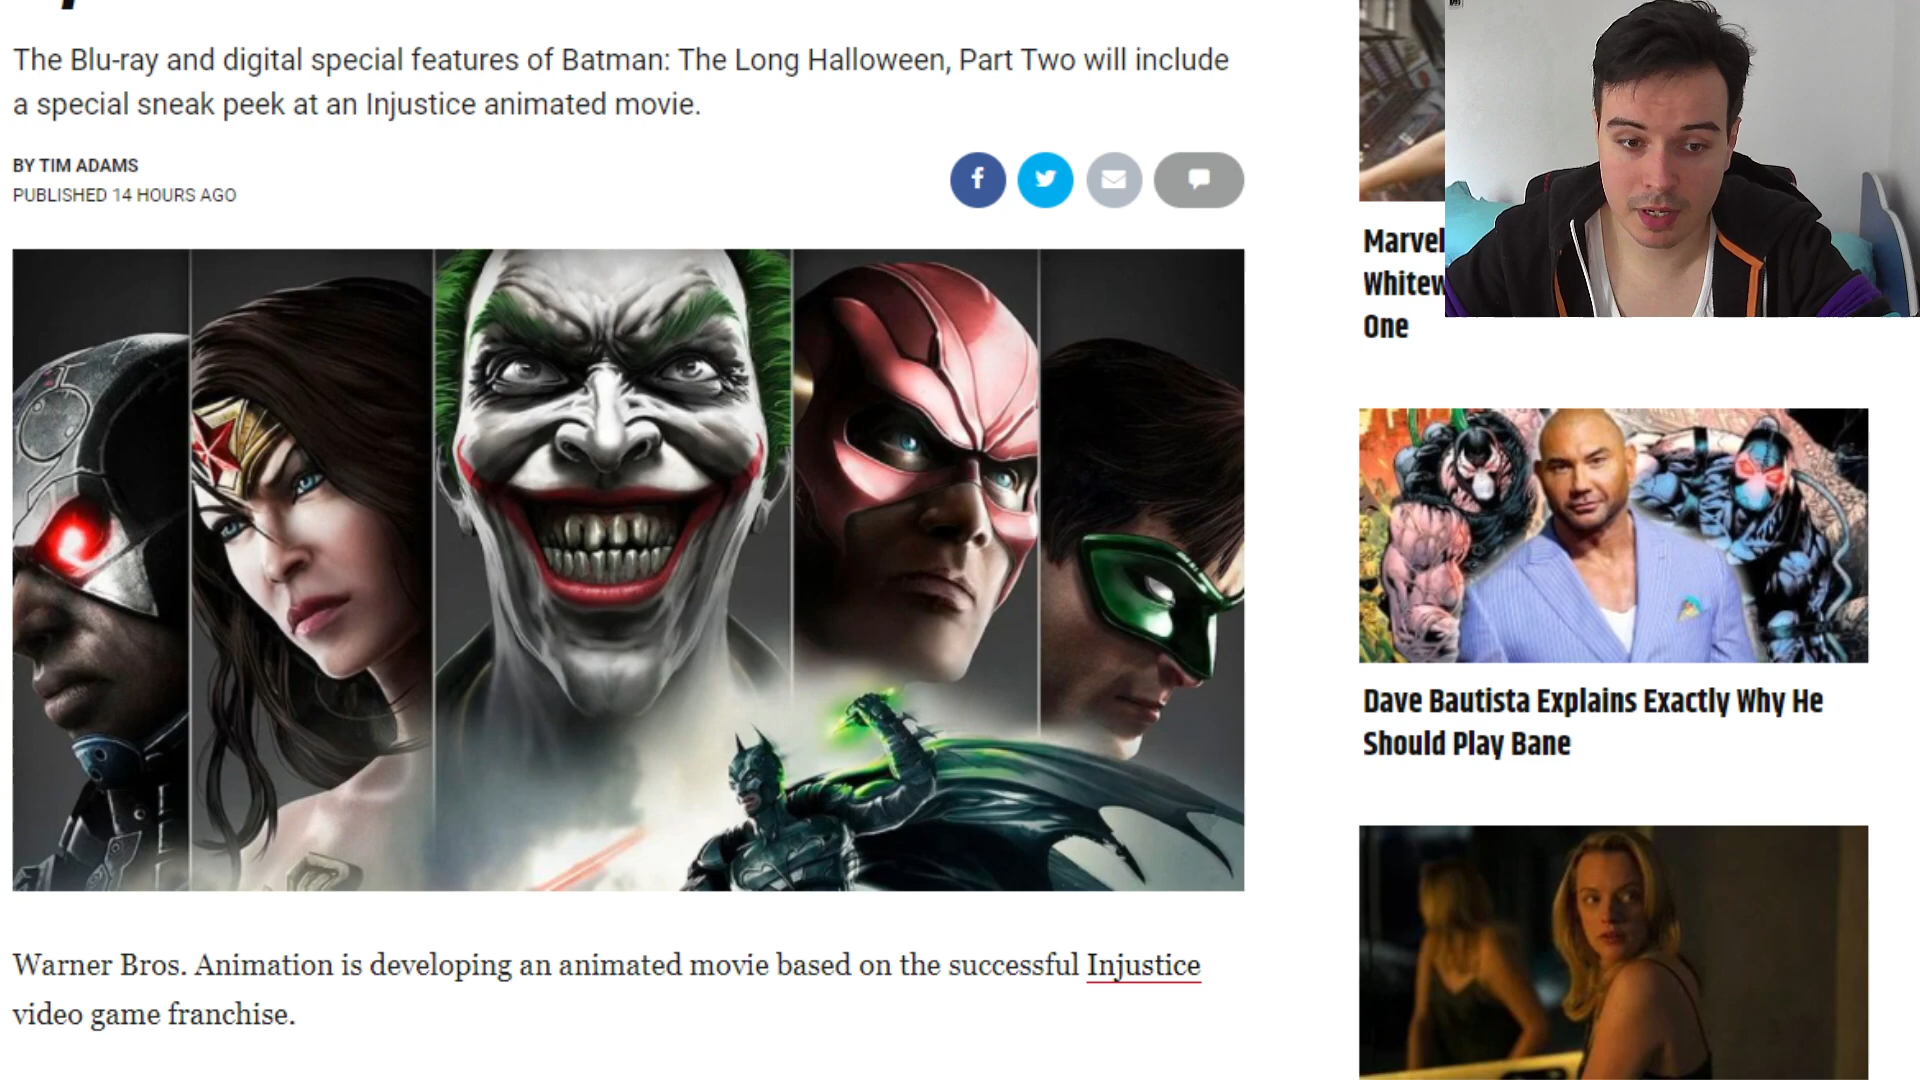 The Blu-ray and digital special features of Batman: The Long Halloween, Part Two will include
a special sneak peek at an Injustice animated movie.
BY TIM ADAMS
PUBLISHED 14 HOURS AGO
Warner Bros. Animation is developing an animated movie based on the successful Injustice
video game franchise.
Marvel
One
Dave Bautista Explains Exactly Why He
Should Play Bane